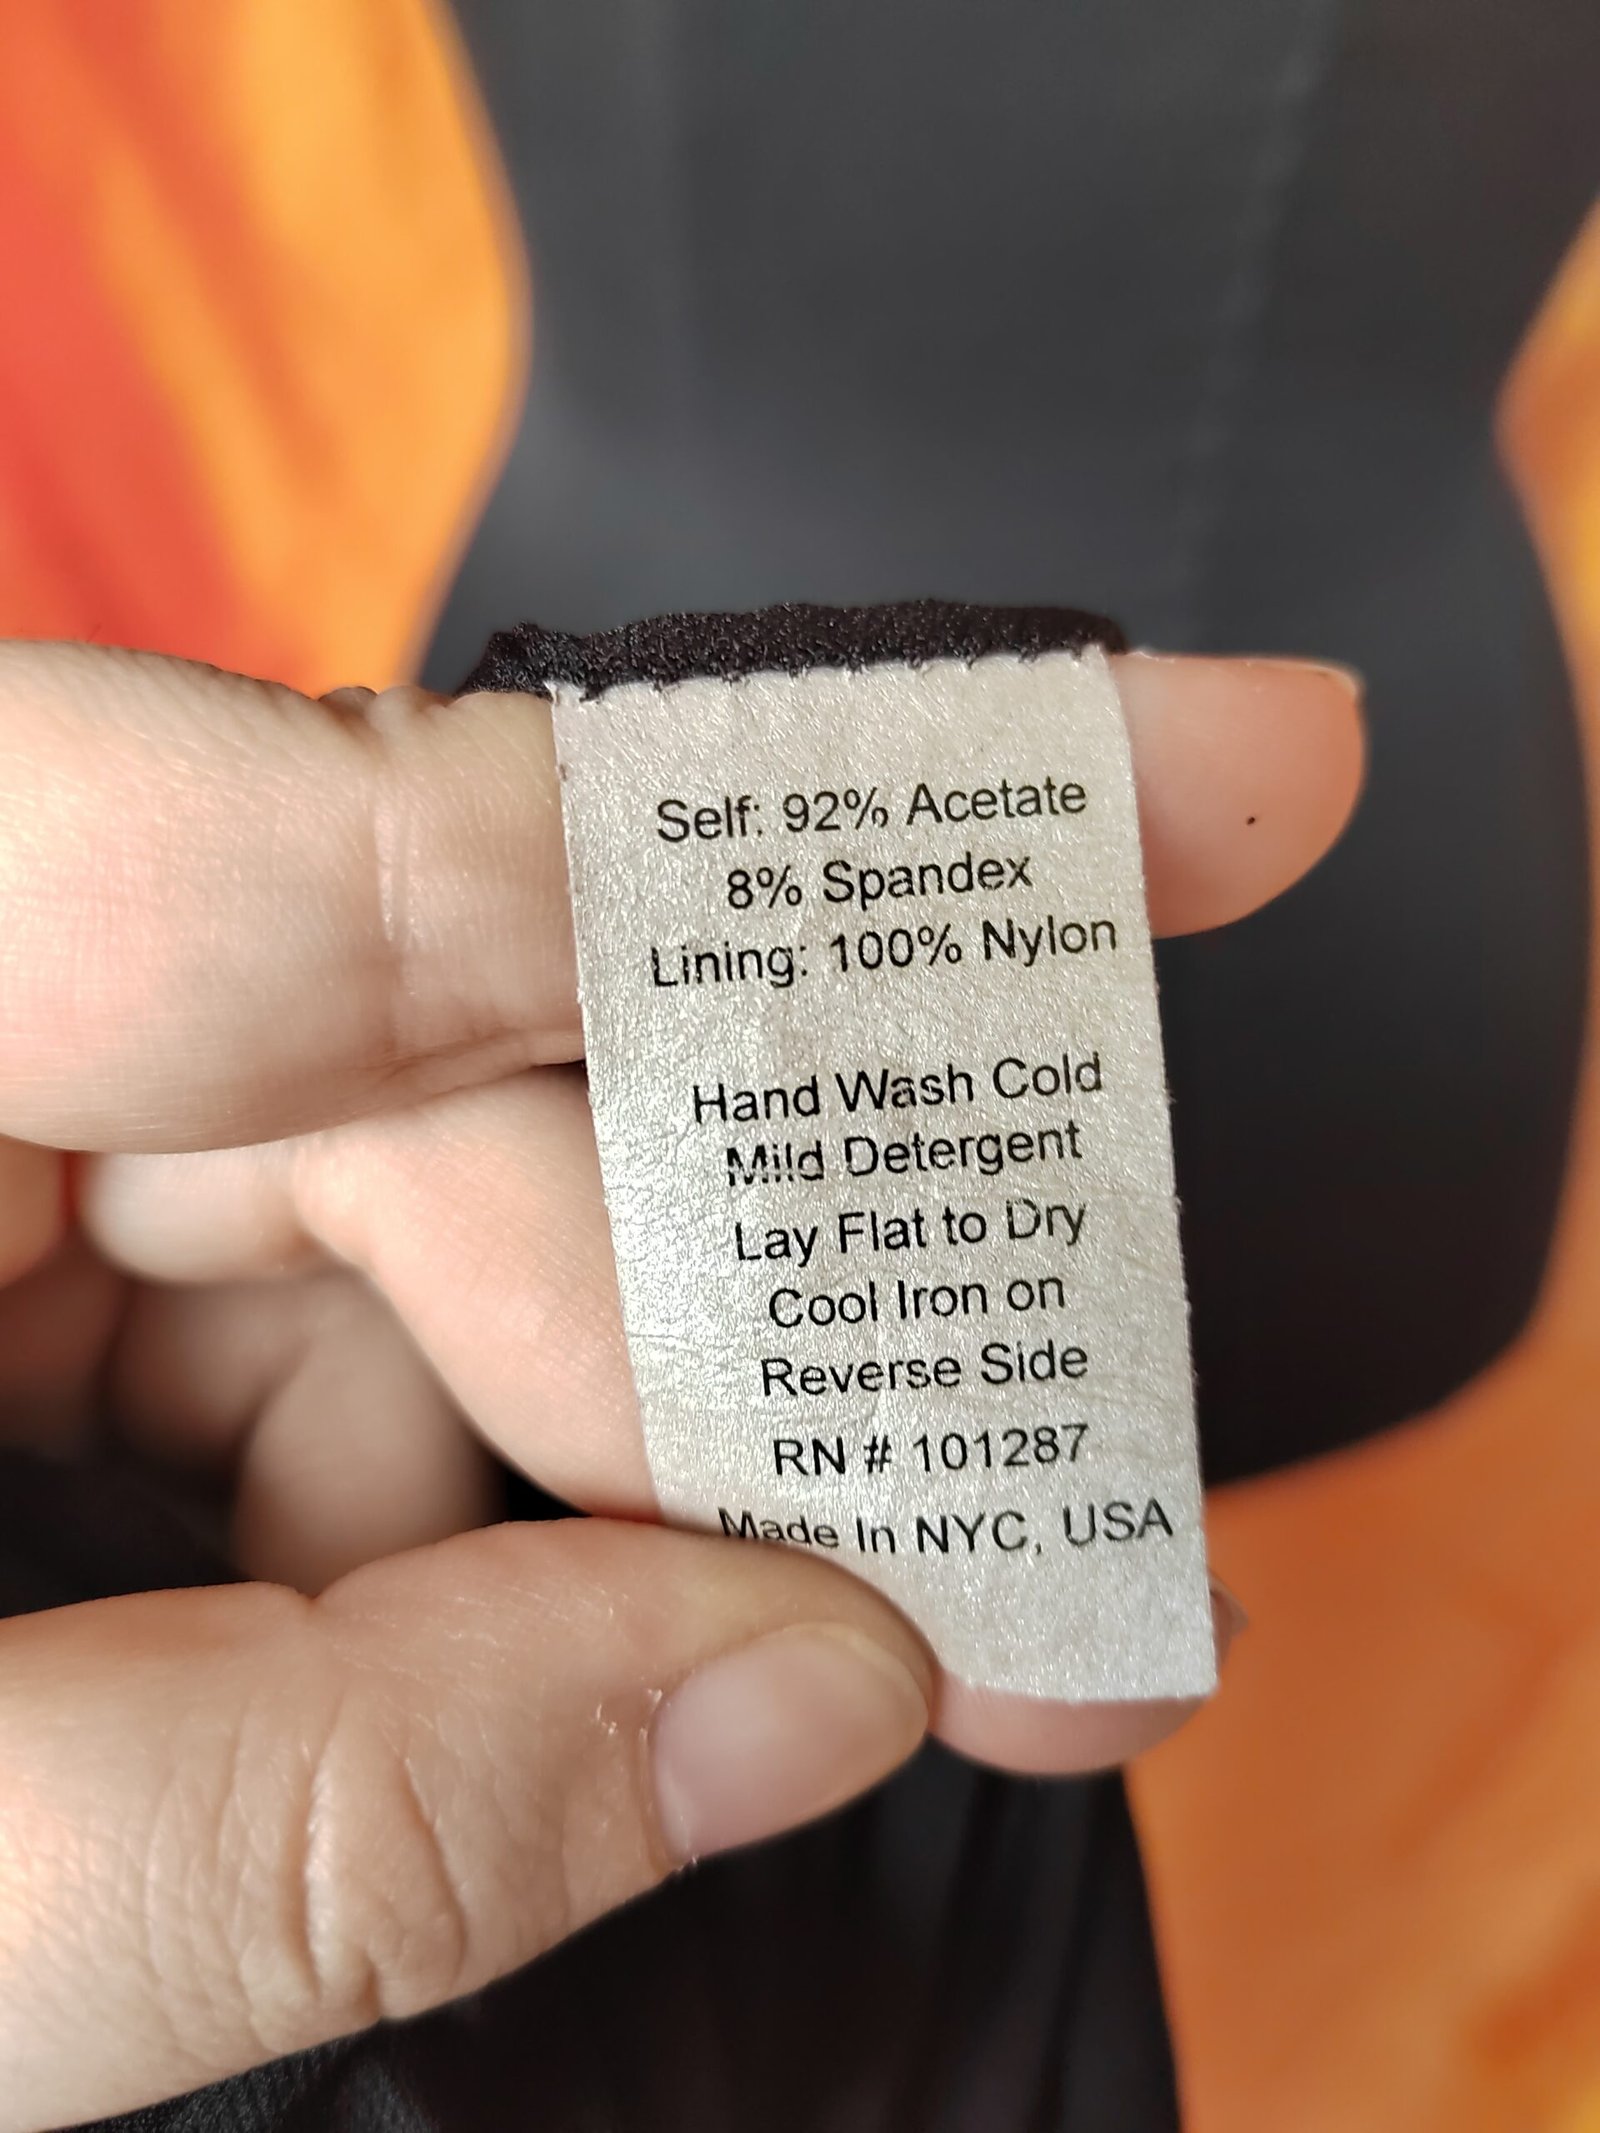 Self: 92% Acetate
8% Spandex
Lining: 100% Nylon
Hand Wash Cold
Mild Detergent
Lay Flat to Dry
Cool Iron on
Reverse Side
RN # 101287
Made In NYC, USA